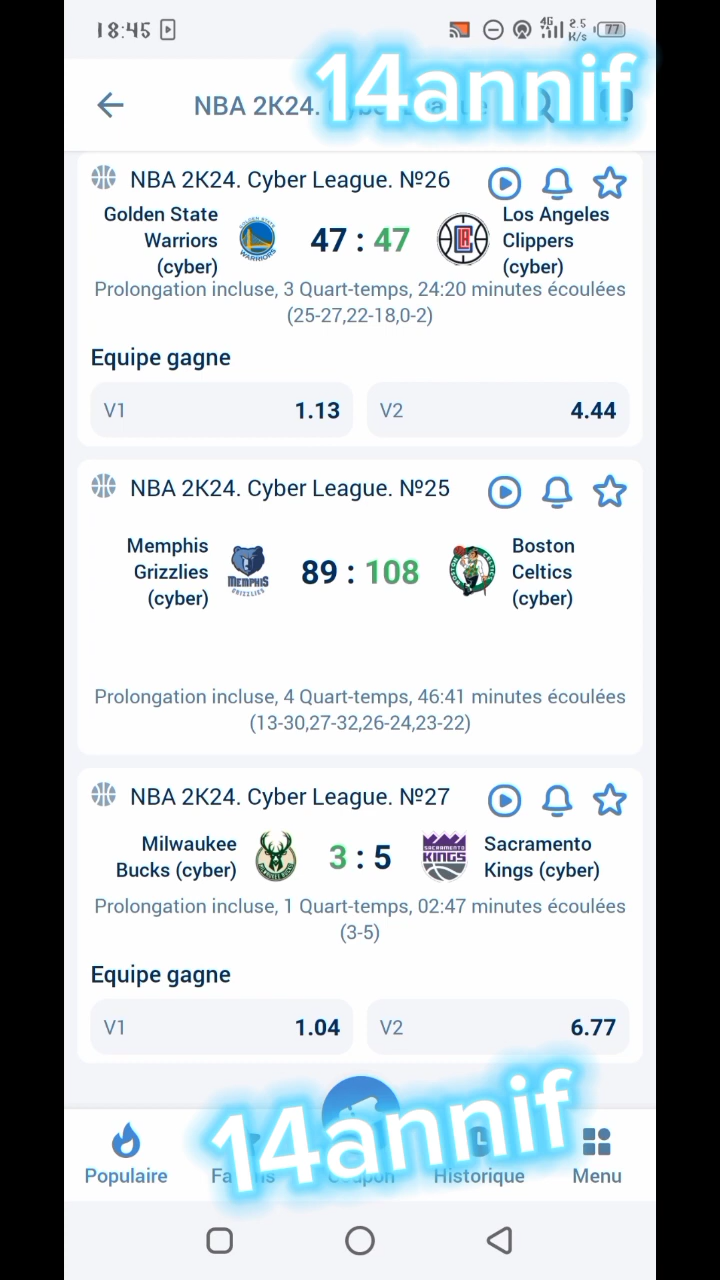 18:45
4G
2.5
K/s
77
14annif
NBA 2K24.
NBA 2K24. Cyber League. №26
Golden State
Warriors
(cyber)
47 : 47
Los Angeles
Clippers
(cyber)
Prolongation incluse, 3 Quart-temps, 24:20 minutes écoulées
(25-27,22-18,0-2)
Equipe gagne
V1 1.13
V2 4.44
NBA 2K24. Cyber League. №25
Memphis
Grizzlies
(cyber)
89 : 108
Boston
Celtics
(cyber)
Prolongation incluse, 4 Quart-temps, 46:41 minutes écoulées
(13-30,27-32,26-24,23-22)
NBA 2K24. Cyber League. №27
Milwaukee
Bucks (cyber)
3 : 5
Sacramento
Kings (cyber)
Prolongation incluse, 1 Quart-temps, 02:47 minutes écoulées
(3-5)
Equipe gagne
V1 1.04
V2 6.77
14annif
Populaire
Historique
Menu